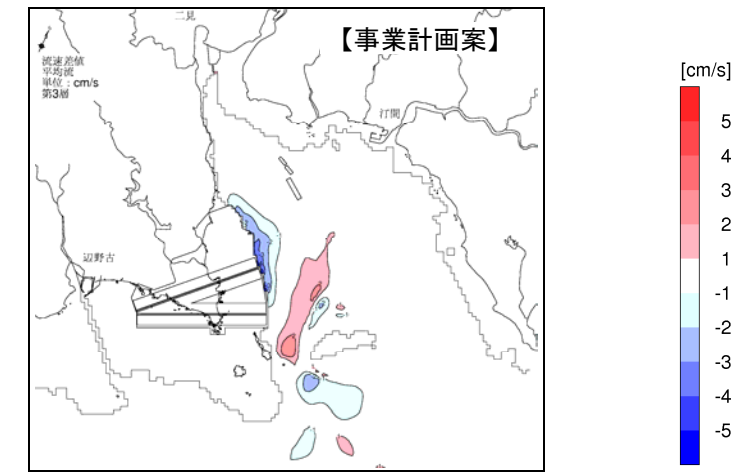 二見
【事業計画案】
流速差値
平均流
単位：cm/s
第3層
汀間
辺野古
[cm/s]
5
4
3
2
1
-1
-2
-3
-4
-5